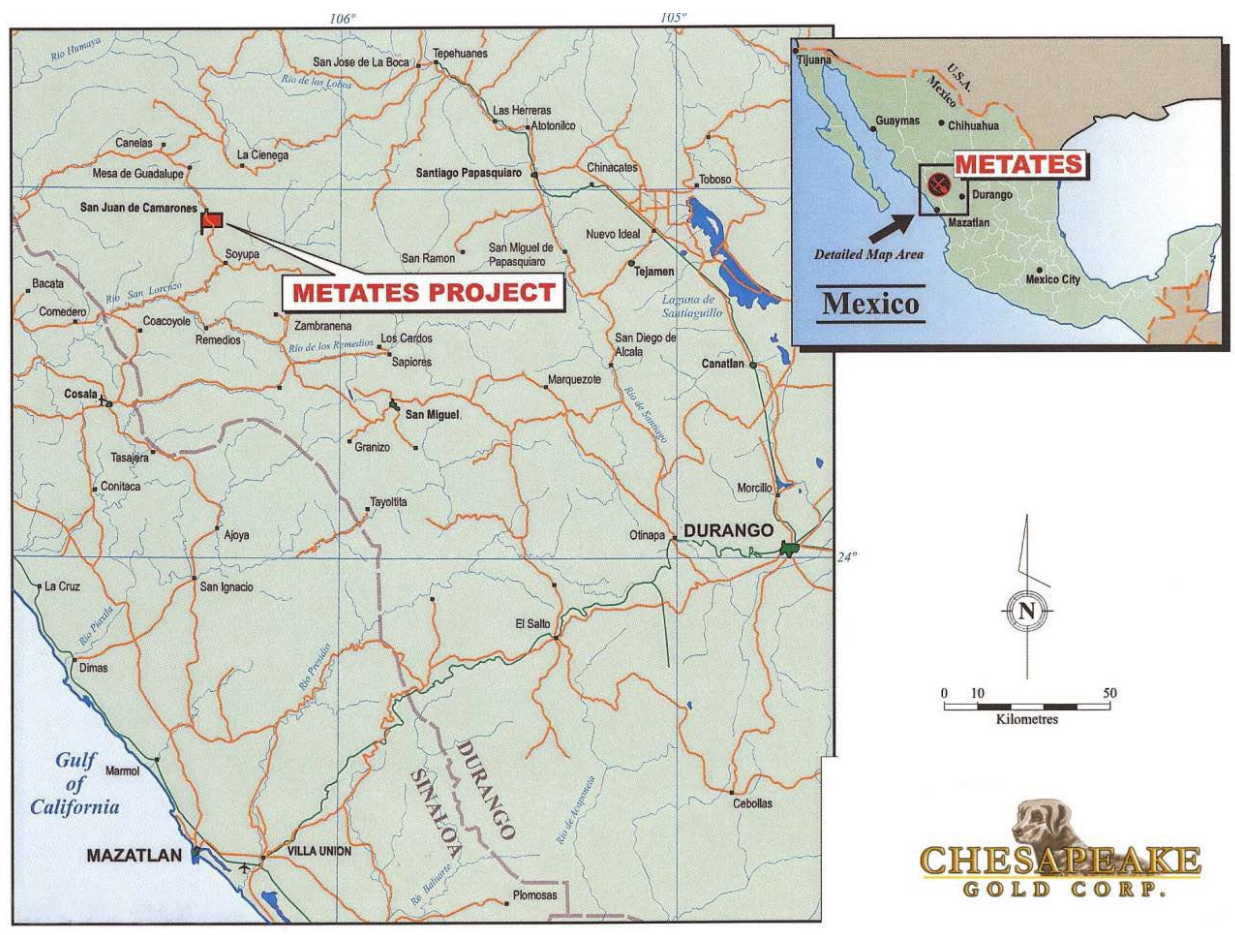 106°
105°
Rio Humaya
San Jose de La Boca
Tepehuanes
Rio de los Lobos
Las Herreras
Atotonilco
Canelas
La Cienega
Mesa de Guadalupe
Santiago Papasquiaro
Chinacates
Toboso
San Juan de Camarones
Nuevo Ideal
Soyupa
San Ramon
San Miguel de
Papasquiaro
Tejamen
METATES PROJECT
Bacata
Rio San Lorenzo
Laguna de
Santiaguillo
Comedero
Coacoyole
Remedios
Zambranena
Rio de los Remedios
Los Cardos
Sapiores
San Diego de
Alcala
Canatlan
Marquezote
Cosala
San Miguel
Rio de Santiago
Granizo
Tasajera
Conitaca
Morcillo
Tayoltita
Ajoya
Otinapa
DURANGO
24°
La Cruz
San Ignacio
Rio Piaxtla
El Salto
Dimas
Rio Presidio
Gulf
of
California
Marmol
DURANGO
SINALOA
Rio de Acaponeta
Cebollas
MAZATLAN
VILLA UNION
Rio Baluarte
Plomosas
Tijuana
U.S.A.
Mexico
Guaymas
Chihuahua
METATES
Durango
Mazatlan
Detailed Map Area
Mexico City
Mexico
N
0 10 50
Kilometres
CHESAPEAKE
GOLD CORP.